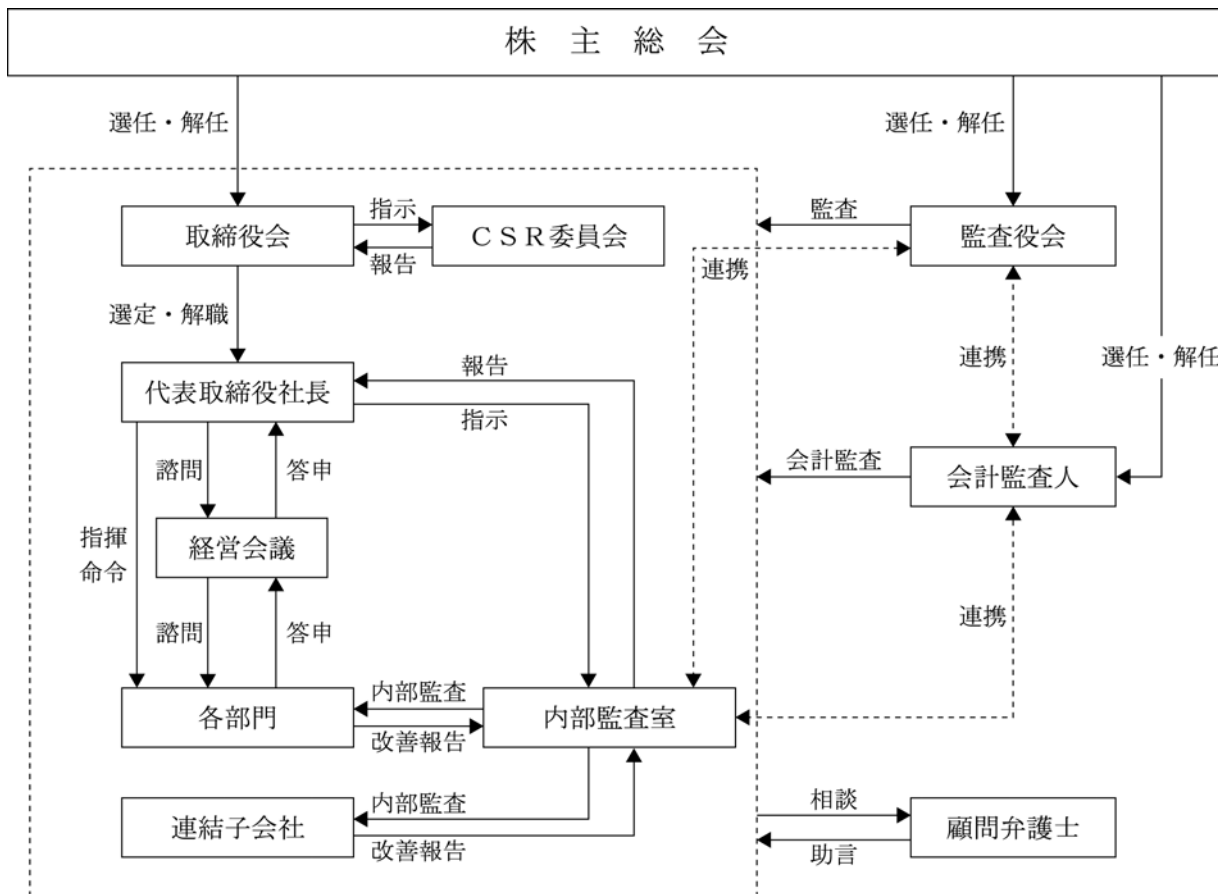 株主総会
選任・解任
選任・解任
取締役会
指示
報告
CSR委員会
監査
監査役会
連携
選定・解職
連携
選任・解任
代表取締役社長
報告
指示
諮問
答申
会計監査
会計監査人
指揮
命令
経営会議
諮問
答申
連携
各部門
内部監査
改善報告
内部監査室
連結子会社
内部監査
改善報告
相談
助言
顧問弁護士